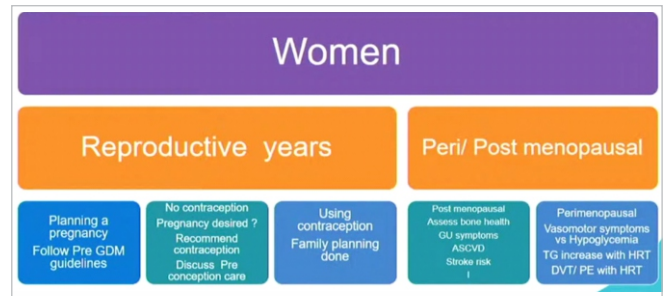 Women
Reproductive years
Peri/ Post menopausal
Planning a
pregnancy
Follow Pre GDM
guidelines
No contraception
Pregnancy desired ?
Recommend
contraception
Discuss Pre
conception care
Using
contraception
Family planning
done
Post menopausal
Assess bone health
GU symptoms
ASCVD
Stroke risk
I
Perimenopausal
Vasomotor symptoms
vs Hypoglycemia
TG increase with HRT
DVT/ PE with HRT